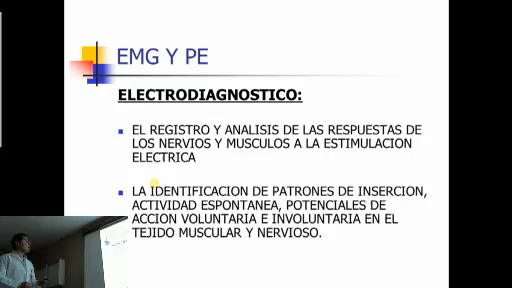 EMG Y PE
ELECTRODIAGNOSTICO:
EL REGISTRO Y ANALISIS DE LAS RESPUESTAS DE
LOS NERVIOS Y MUSCULOS A LA ESTIMULACION
ELECTRICA
LA IDENTIFICACION DE PATRONES DE INSERCION,
ACTIVIDAD ESPONTANEA, POTENCIALES DE
ACCION VOLUNTARIA E INVOLUNTARIA EN EL
TEJIDO MUSCULAR Y NERVIOSO.